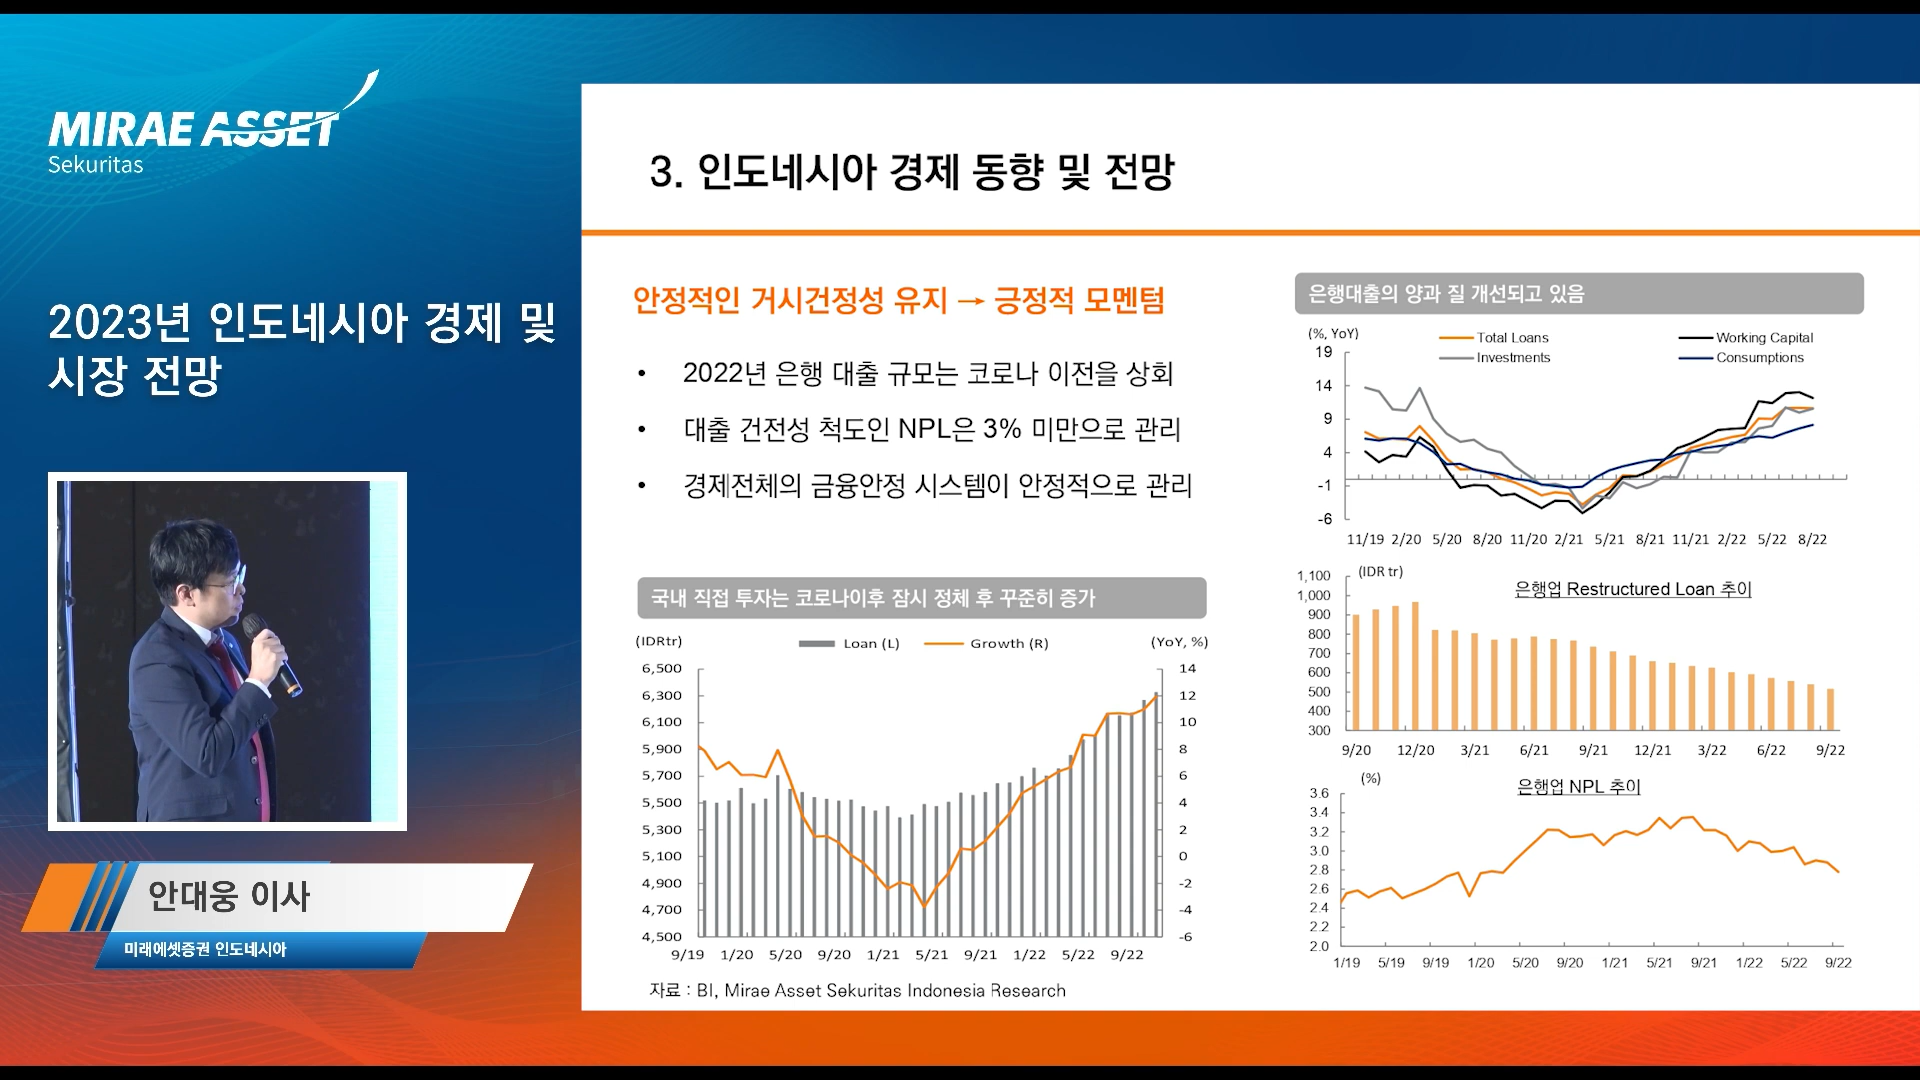 MIRAE ASSET
Sekuritas
2023년 인도네시아 경제 및
시장 전망
안대웅 이사
미래에셋증권 인도네시아
3. 인도네시아 경제 동향 및 전망
안정적인 거시건정성 유지 → 긍정적 모멘텀
• 2022년 은행 대출 규모는 코로나 이전을 상회
• 대출 건전성 척도인 NPL은 3% 미만으로 관리
• 경제전체의 금융안정 시스템이 안정적으로 관리
국내 직접 투자는 코로나이후 잠시 정체 후 꾸준히 증가
(IDRtr) Loan (L) Growth (R) (YoY, %)
6,500 14
6,300 12
6,100 10
5,900 8
5,700 6
5,500 4
5,300 2
5,100 0
4,900 -2
4,700 -4
4,500 -6
9/19 1/20 5/20 9/20 1/21 5/21 9/21 1/22 5/22 9/22
자료 : BI, Mirae Asset Sekuritas Indonesia Research
은행대출의 양과 질 개선되고 있음
(%, YoY) Total Loans Working Capital
Investments Consumptions
19
14
9
4
-1
-6
11/19 2/20 5/20 8/20 11/20 2/21 5/21 8/21 11/21 2/22 5/22 8/22
(IDR tr)
은행업 Restructured Loan 추이
1,100
1,000
900
800
700
600
500
400
300
9/20 12/20 3/21 6/21 9/21 12/21 3/22 6/22 9/22
(%)
은행업 NPL 추이
3.6
3.4
3.2
3.0
2.8
2.6
2.4
2.2
2.0
1/19 5/19 9/19 1/20 5/20 9/20 1/21 5/21 9/21 1/22 5/22 9/22